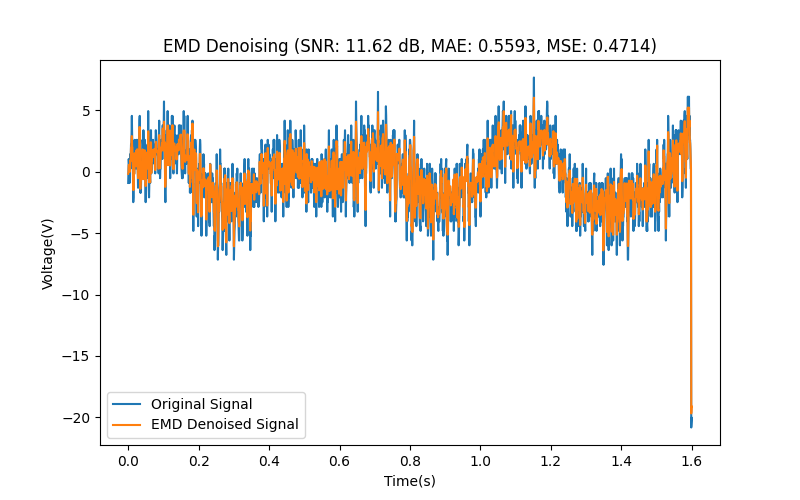 EMD Denoising (SNR: 11.62 dB, MAE: 0.5593, MSE: 0.4714)
Voltage(V)
5
0
−5
−10
−15
−20
Original Signal
EMD Denoised Signal
0.0 0.2 0.4 0.6 0.8 1.0 1.2 1.4 1.6
Time(s)